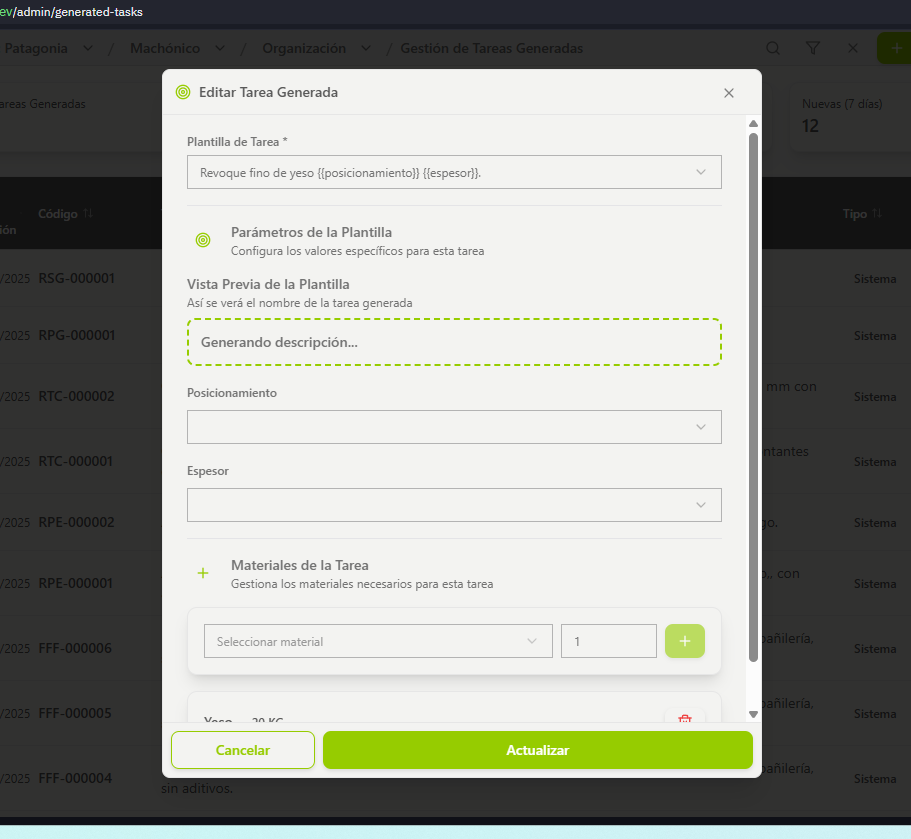 ev/admin/generated-tasks
Patagonia / Machónico / Organización / Gestión de Tareas Generadas
Editar Tarea Generada
areas Generadas
Nuevas (7 días)
12
Plantilla de Tarea *
Revoque fino de yeso {{posicionamiento}} {{espesor}}.
Código
Tipo
ión
Parámetros de la Plantilla
Configura los valores específicos para esta tarea
/2025 RSG-000001
Sistema
Vista Previa de la Plantilla
Así se verá el nombre de la tarea generada
/2025 RPG-000001
Generando descripción...
Sistema
Posicionamiento
/2025 RTC-000002
mm con
Sistema
Espesor
/2025 RTC-000001
ntantes
Sistema
/2025 RPE-000002
go.
Sistema
Materiales de la Tarea
Gestiona los materiales necesarios para esta tarea
/2025 RPE-000001
o., con
Sistema
Seleccionar material
1
+
/2025 FFF-000006
añilería,
Sistema
/2025 FFF-000005
Yeso
20 KG
añilería,
Sistema
Cancelar
Actualizar
/2025 FFF-000004
añilería,
Sistema
sin aditivos.